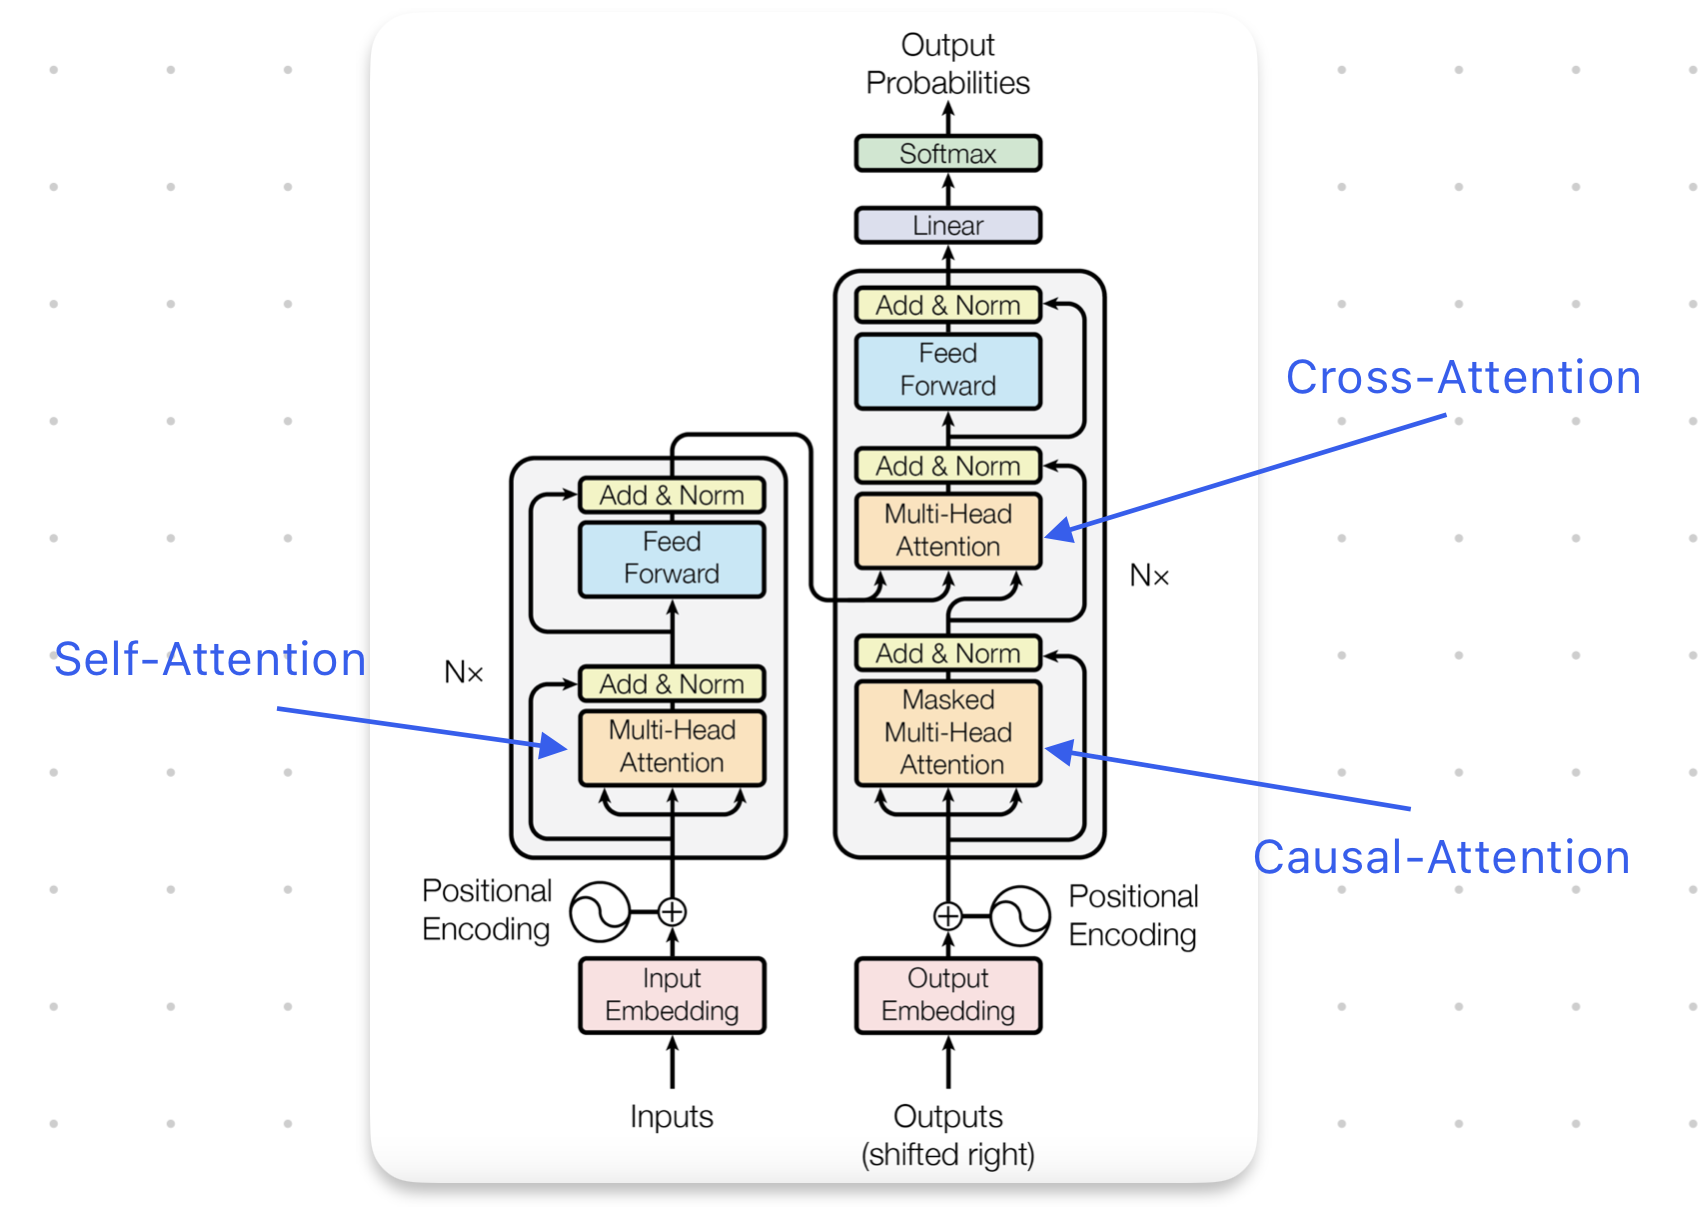 Output
Probabilities
Softmax
Linear
Add & Norm
Feed
Forward
Cross-Attention
Add & Norm
Multi-Head
Attention
N×
Add & Norm
Masked
Multi-Head
Attention
Causal-Attention
Positional
Encoding
Output
Embedding
Outputs
(shifted right)
Add & Norm
Feed
Forward
Self-Attention
N×
Add & Norm
Multi-Head
Attention
Positional
Encoding
Input
Embedding
Inputs